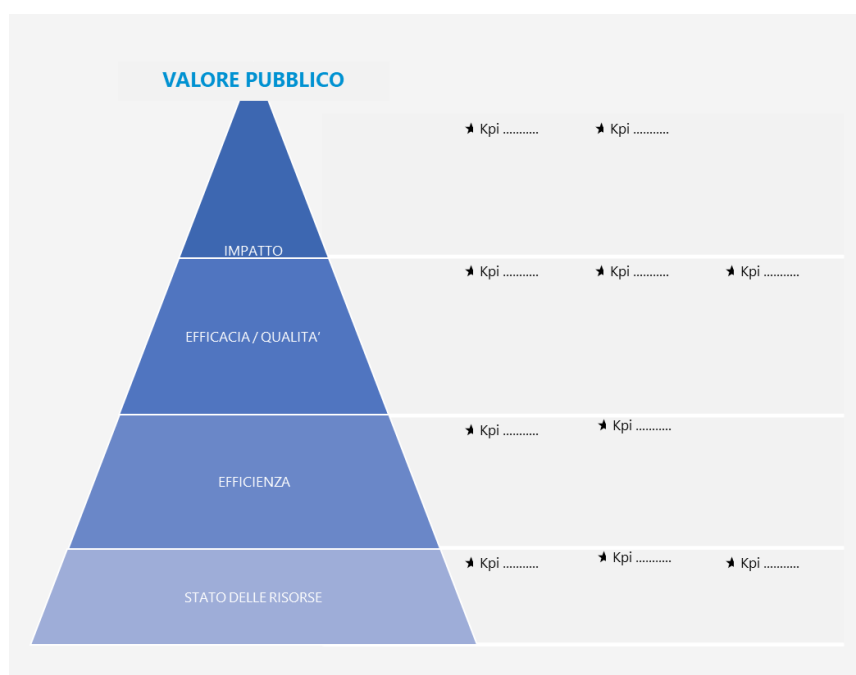 VALORE PUBBLICO
★ Kpi ........... ★ Kpi ...........
IMPATTO
★ Kpi ........... ★ Kpi ........... ★ Kpi ...........
EFFICACIA / QUALITA’
★ Kpi ........... ★ Kpi ...........
EFFICIENZA
★ Kpi ........... ★ Kpi ........... ★ Kpi ...........
STATO DELLE RISORSE